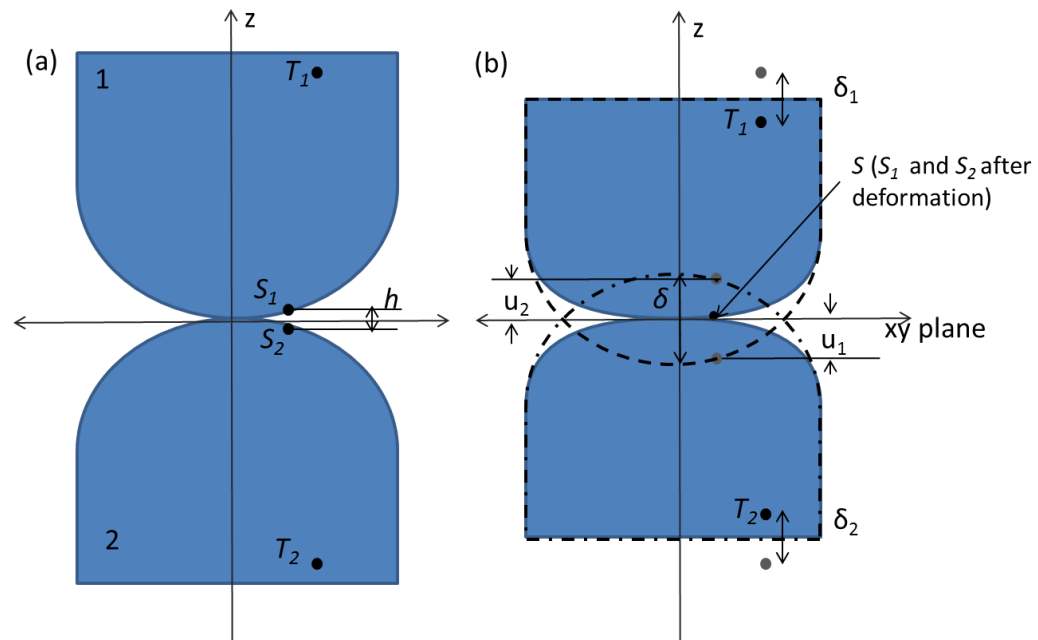 (a)
z
1
T1
S1
h
S2
2
T2
(b)
z
δ1
T1
S (S1 and S2 after
deformation)
u2
δ
xy plane
u1
T2
δ2